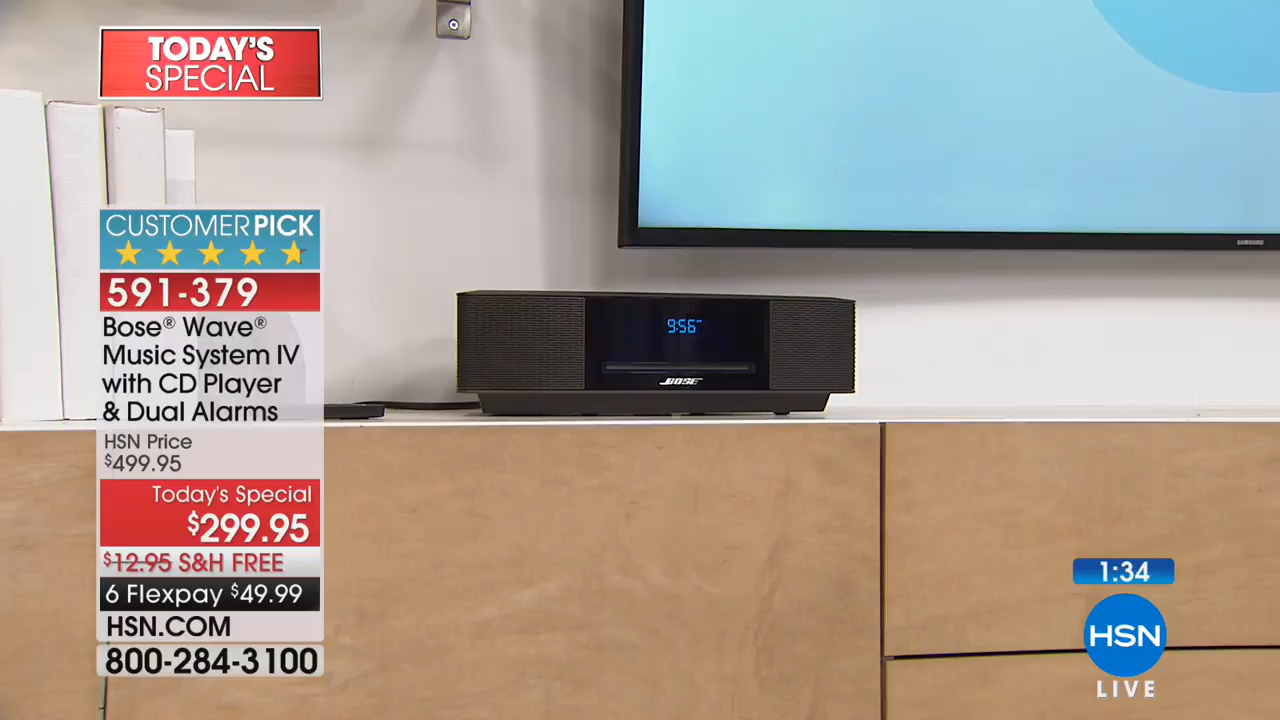 TODAY'S
SPECIAL
CUSTOMER PICK
591-379
Bose® Wave®
Music System IV
with CD Player
& Dual Alarms
HSN Price
$499.95
Today's Special
$299.95
$12.95 S&H FREE
6 Flexpay $49.99
HSN.COM
800-284-3100
SAMSUNG
9:56
BOSE
1:34
HSN
LIVE